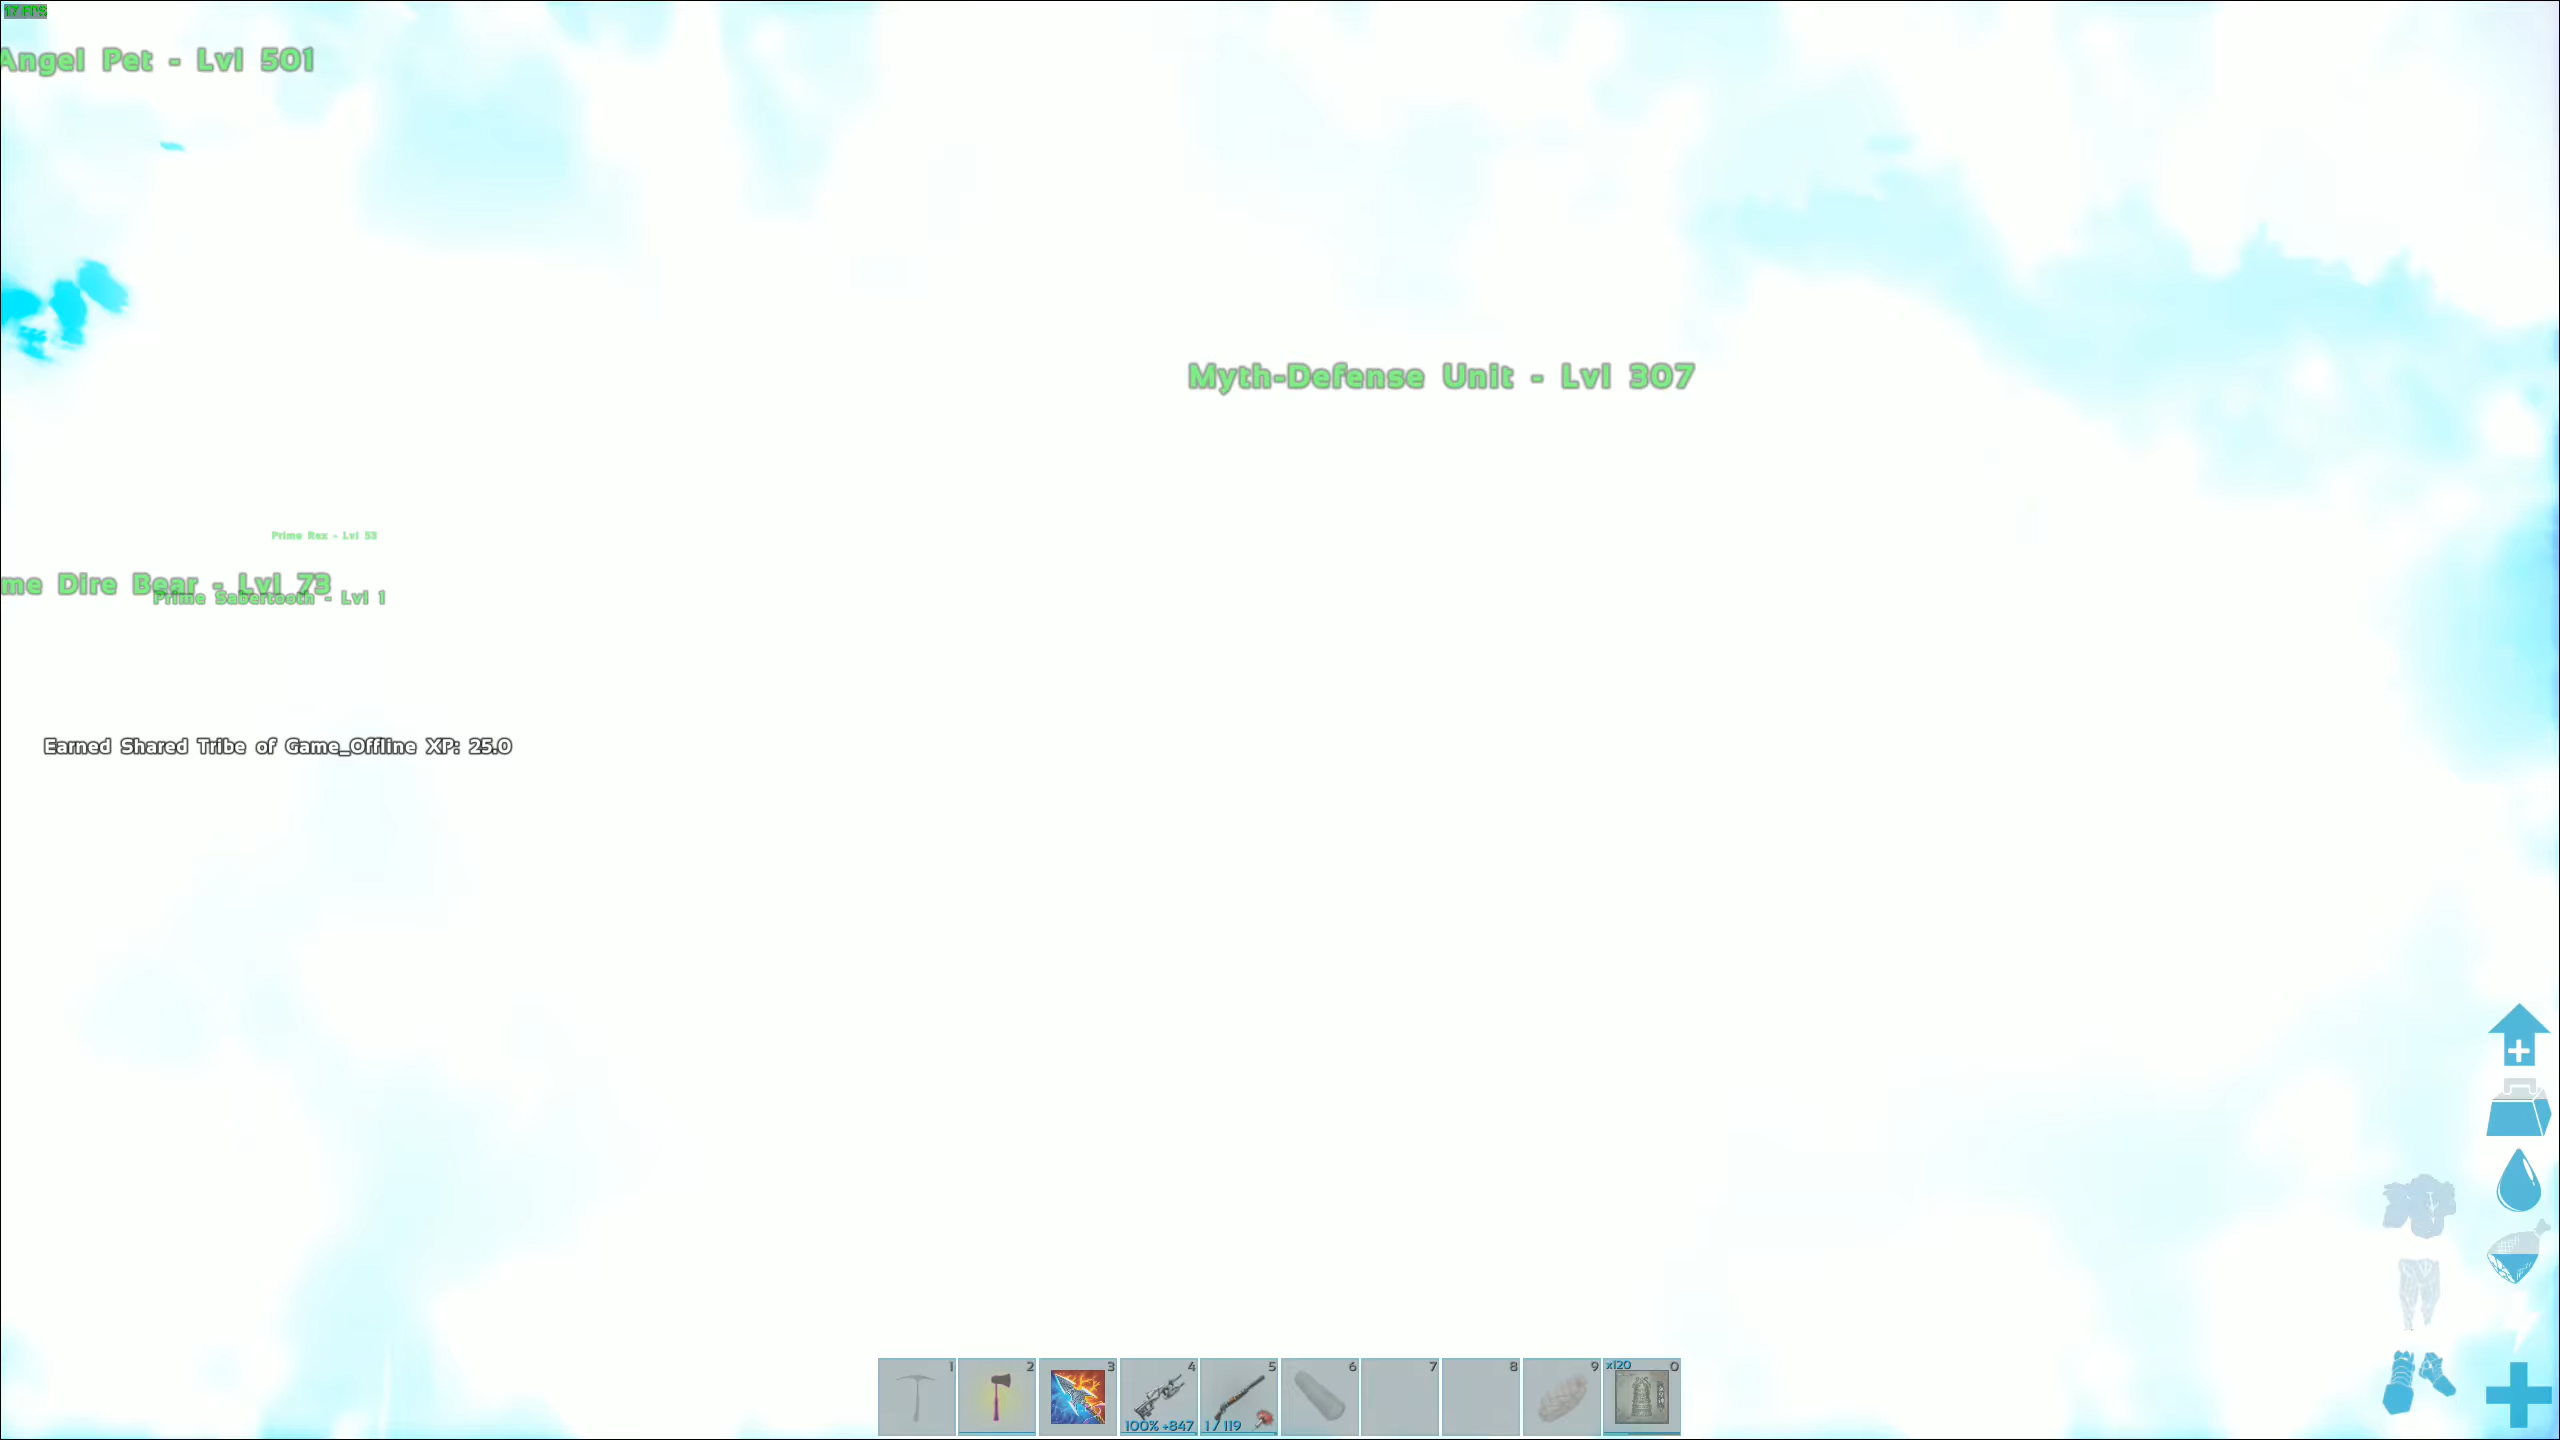 17 FPS
Angel Pet - Lvl 501
Myth-Defense Unit - Lvl 307
Prime Rex - Lvl 53
me Dire Bear - Lvl 73
Prime Sabertooth - Lvl 1
Earned Shared Tribe of Game_Offline XP: 25.0
1 2 3 4 5 6 7 8 9 x120 0
100% +847 1 / 119